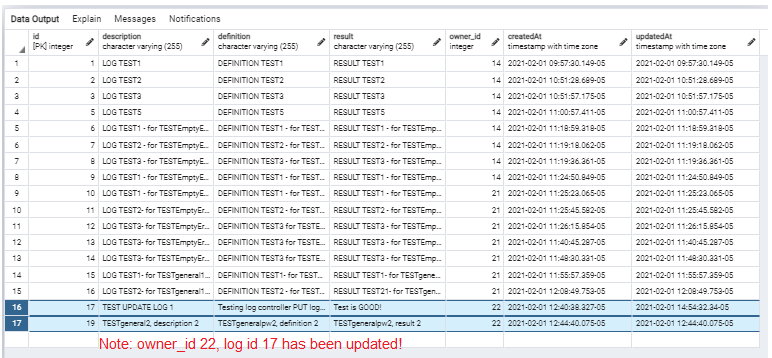 Data Output Explain Messages Notifications
id [PK] integer description character varying (255) definition character varying (255) result character varying (255) owner_id integer createdAt timestamp with time zone updatedAt timestamp with time zone
1 1 LOG TEST1 DEFINITION TEST1 RESULT TEST1 14 2021-02-01 09:57:30.149-05 2021-02-01 09:57:30.149-05
2 2 LOG TEST2 DEFINITION TEST2 RESULT TEST2 14 2021-02-01 10:51:28.689-05 2021-02-01 10:51:28.689-05
3 3 LOG TEST3 DEFINITION TEST3 RESULT TEST3 14 2021-02-01 10:51:57.175-05 2021-02-01 10:51:57.175-05
4 5 LOG TEST5 DEFINITION TEST5 RESULT TEST5 14 2021-02-01 11:00:57.411-05 2021-02-01 11:00:57.411-05
5 6 LOG TEST1 - for TESTEmptyE... DEFINITION TEST1 - for TEST... RESULT TEST1 - for TESTEmp... 14 2021-02-01 11:18:59.318-05 2021-02-01 11:18:59.318-05
6 7 LOG TEST2 - for TESTEmptyE... DEFINITION TEST2 - for TEST... RESULT TEST2 - for TESTEmp... 14 2021-02-01 11:19:18.062-05 2021-02-01 11:19:18.062-05
7 8 LOG TEST3 - for TESTEmptyE... DEFINITION TEST3 - for TEST... RESULT TEST3 - for TESTEmp... 14 2021-02-01 11:19:36.361-05 2021-02-01 11:19:36.361-05
8 9 LOG TEST1 - for TESTEmptyE... DEFINITION TEST1 - for TEST... RESULT TEST1 - for TESTEmp... 14 2021-02-01 11:24:50.849-05 2021-02-01 11:24:50.849-05
9 10 LOG TEST1- for TESTEmptyEr... DEFINITION TEST1 - for TEST... RESULT TEST1 - for TESTEmp... 21 2021-02-01 11:25:23.065-05 2021-02-01 11:25:23.065-05
10 11 LOG TEST2- for TESTEmptyEr... DEFINITION TEST2 - for TEST... RESULT TEST2 - for TESTEmp... 21 2021-02-01 11:25:45.582-05 2021-02-01 11:25:45.582-05
11 12 LOG TEST3- for TESTEmptyEr... DEFINITION TEST3 for TESTE... RESULT TEST3 - for TESTEmp... 21 2021-02-01 11:26:15.854-05 2021-02-01 11:26:15.854-05
12 13 LOG TEST3- for TESTEmptyEr... DEFINITION TEST3 for TESTE... RESULT TEST3 - for TESTEmp... 21 2021-02-01 11:40:45.287-05 2021-02-01 11:40:45.287-05
13 14 LOG TEST3- for TESTEmptyEr... DEFINITION TEST3 for TESTE... RESULT TEST3 - for TESTEmp... 21 2021-02-01 11:48:30.331-05 2021-02-01 11:48:30.331-05
14 15 LOG TEST1- for TESTgeneral1... DEFINITION TEST1- for TEST... RESULT TEST1- for TESTgene... 21 2021-02-01 11:55:57.359-05 2021-02-01 11:55:57.359-05
15 16 LOG TEST2- for TESTgeneral1... DEFINITION TEST2 - for TEST... RESULT TEST21- for TESTgen... 21 2021-02-01 12:08:49.753-05 2021-02-01 12:08:49.753-05
16 17 TEST UPDATE LOG 1 Testing log controller PUT log... Test is GOOD! 22 2021-02-01 12:40:38.327-05 2021-02-01 14:54:32.34-05
17 19 TESTgeneral2, description 2 TESTgeneralpw2, definition 2 TESTgeneralpw2, result 2 22 2021-02-01 12:44:40.075-05 2021-02-01 12:44:40.075-05
Note: owner_id 22, log id 17 has been updated!